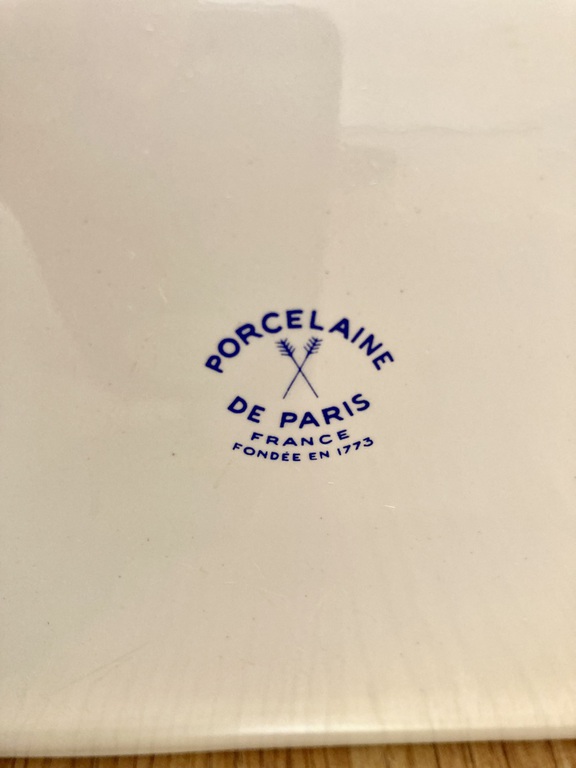 PORCELAINE
DE PARIS
FRANCE
FONDÉE EN 1773